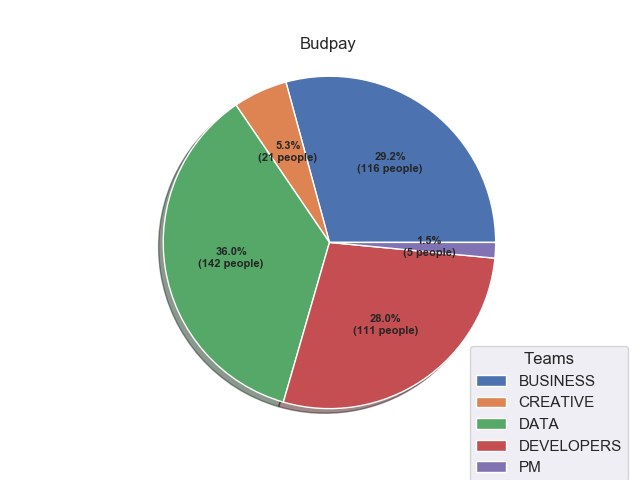 Budpay
5.3%
(21 people)
29.2%
(116 people)
36.0%
(142 people)
1.5%
(5 people)
28.0%
(111 people)
Teams
BUSINESS
CREATIVE
DATA
DEVELOPERS
PM